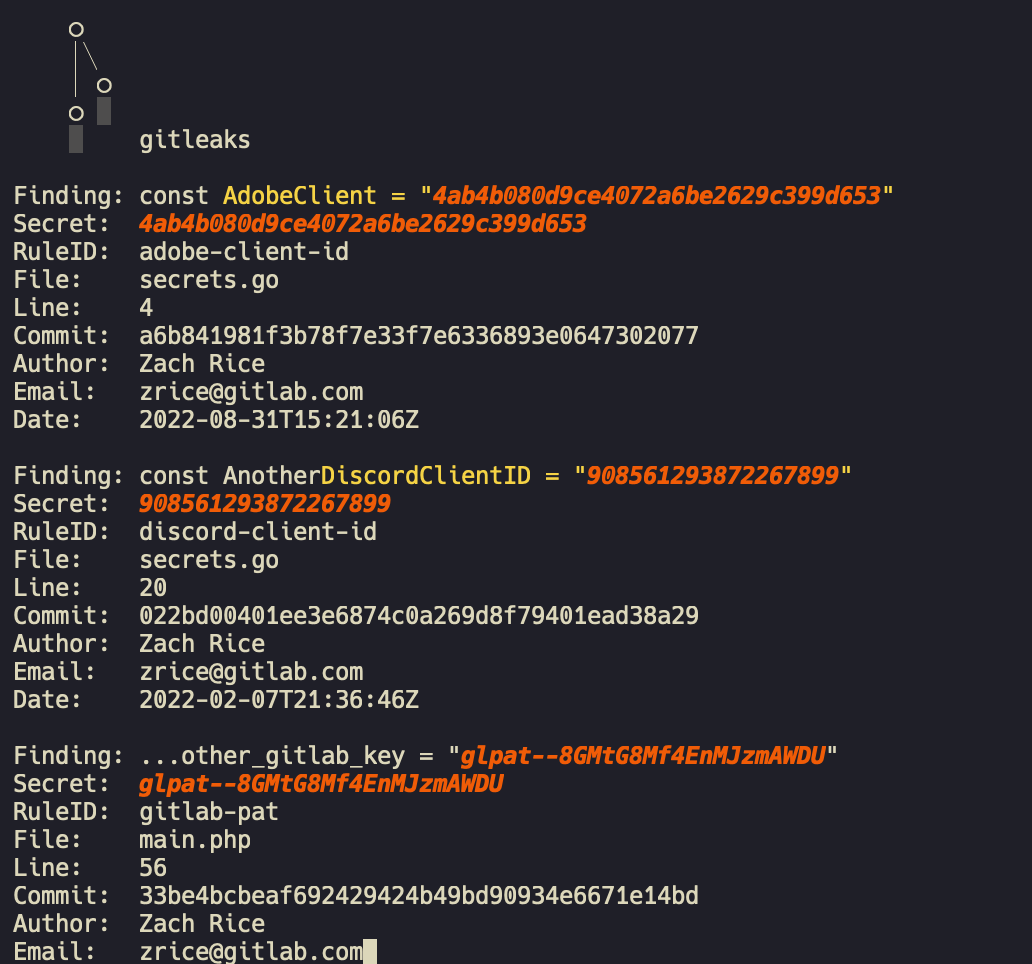 gitleaks
Finding: const AdobeClient = "4ab4b080d9ce4072a6be2629c399d653"
Secret: 4ab4b080d9ce4072a6be2629c399d653
RuleID: adobe-client-id
File: secrets.go
Line: 4
Commit: a6b841981f3b78f7e33f7e6336893e0647302077
Author: Zach Rice
Email: zrice@gitlab.com
Date: 2022-08-31T15:21:06Z
Finding: const AnotherDiscordClientID = "908561293872267899"
Secret: 908561293872267899
RuleID: discord-client-id
File: secrets.go
Line: 20
Commit: 022bd00401ee3e6874c0a269d8f79401ead38a29
Author: Zach Rice
Email: zrice@gitlab.com
Date: 2022-02-07T21:36:46Z
Finding: ...other_gitlab_key = "glpat--8GMtG8Mf4EnMJzmAWDU"
Secret: glpat--8GMtG8Mf4EnMJzmAWDU
RuleID: gitlab-pat
File: main.php
Line: 56
Commit: 33be4bcbeaf692429424b49bd90934e6671e14bd
Author: Zach Rice
Email: zrice@gitlab.com